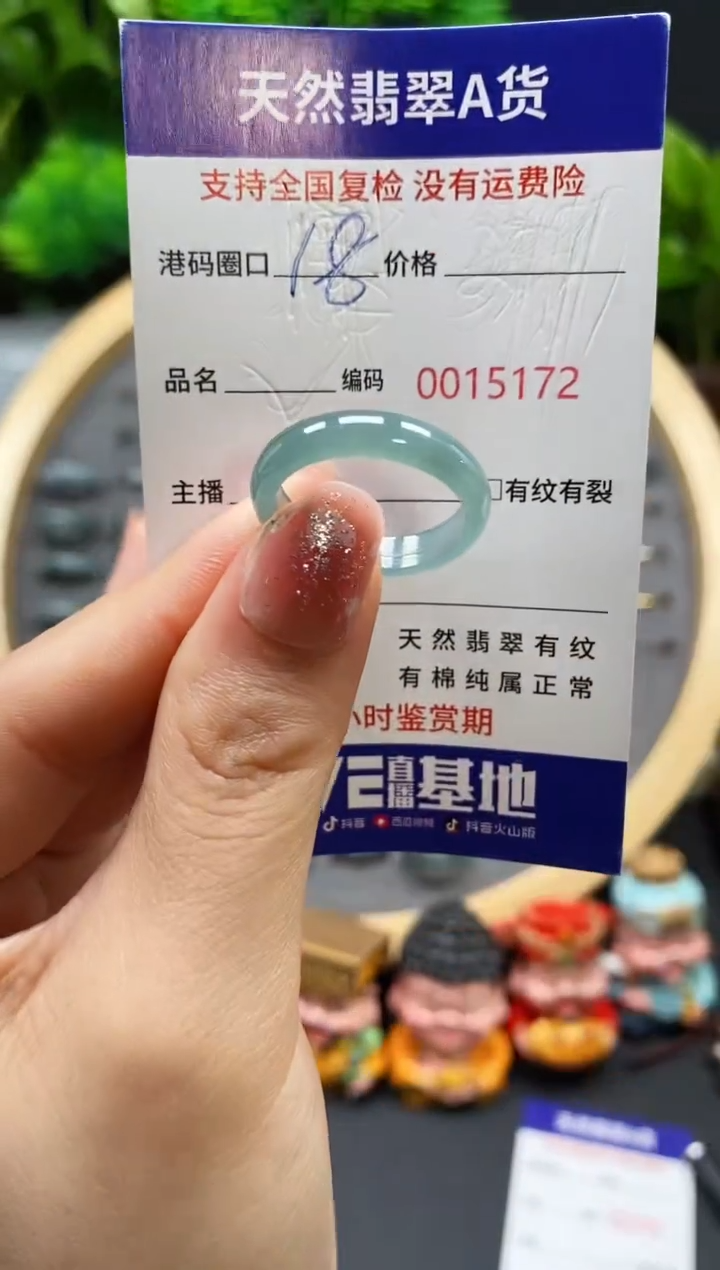 天然翡翠A货
支持全国复检 没有运费险
港码圈口 18 价格
品名 编码 0015172
主播 □有纹有裂
天然翡翠有纹
有棉纯属正常
小时鉴赏期
直播基地
抖音 西瓜视频 抖音火山版